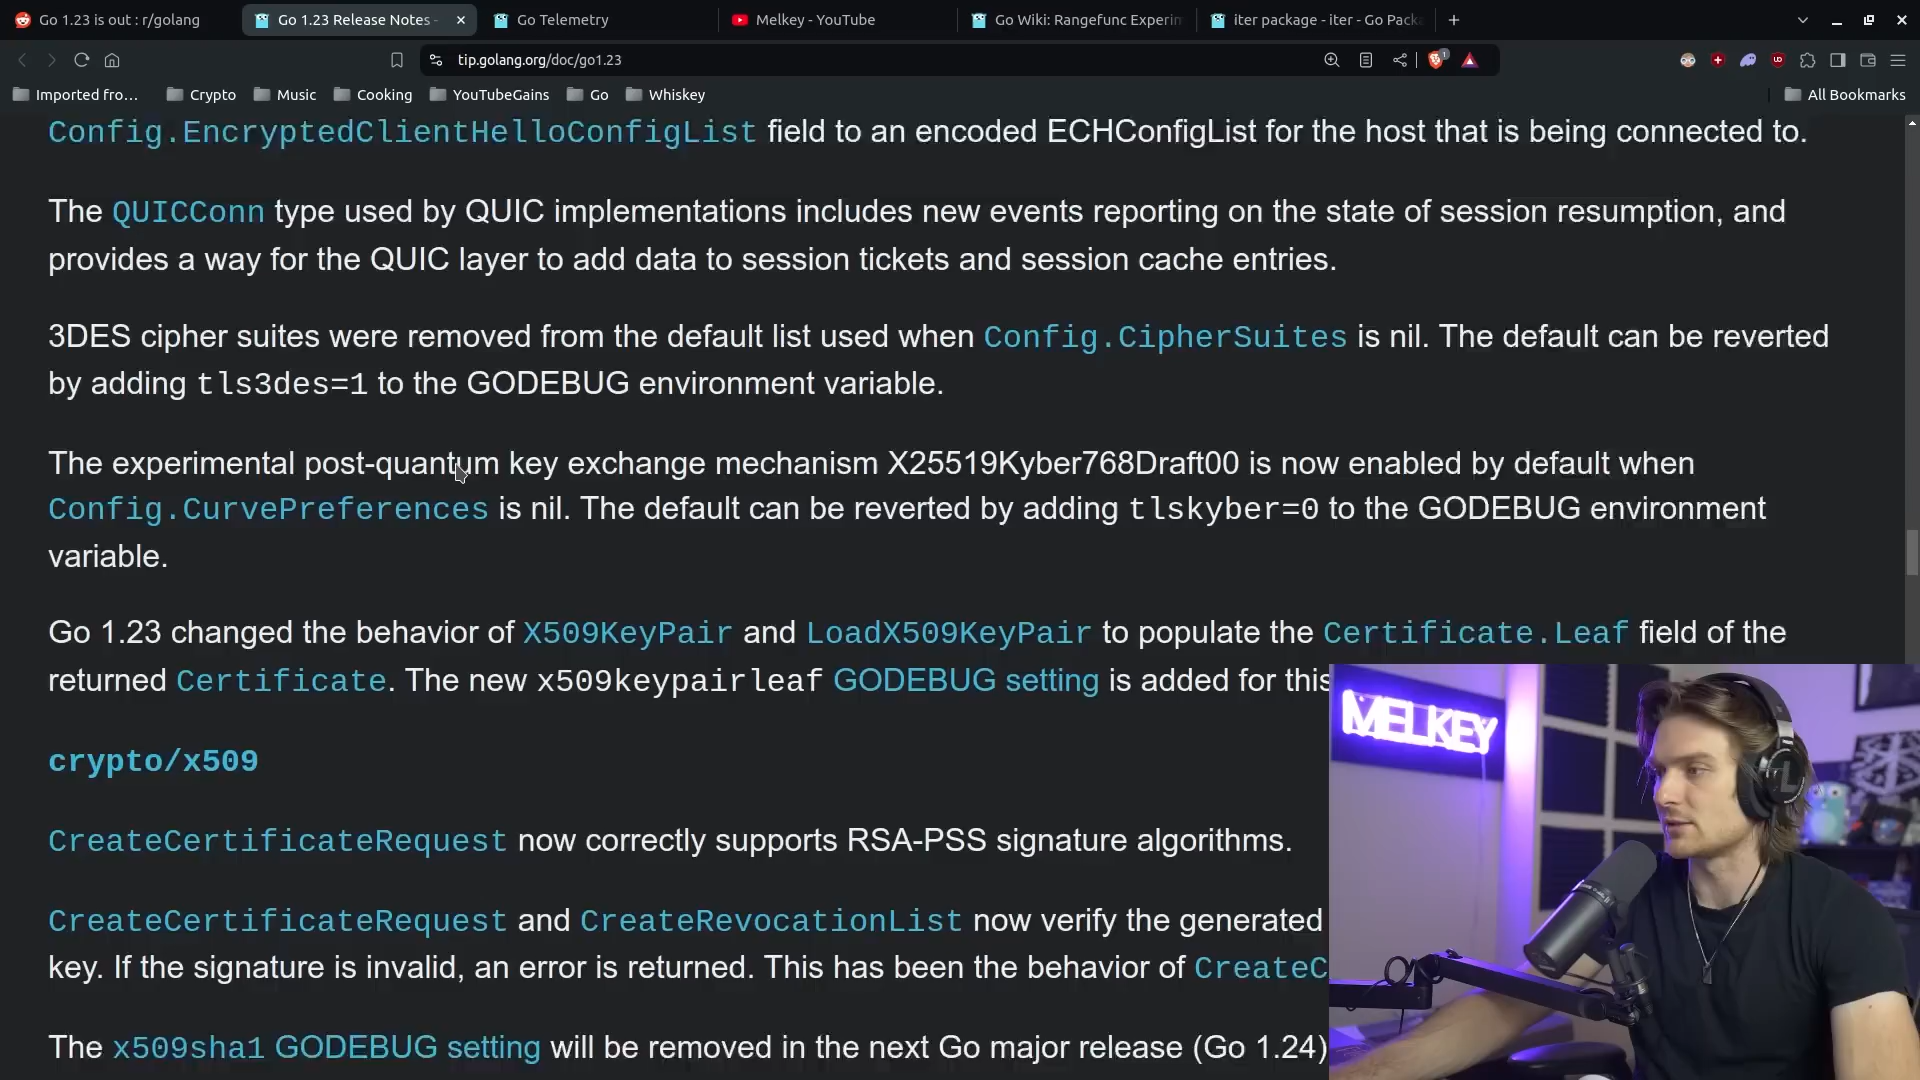 Go 1.23 is out : r/golang
Go 1.23 Release Notes -
Go Telemetry
Melkey - YouTube
Go Wiki: Rangefunc Experim
iter package - iter - Go Packa
tip.golang.org/doc/go1.23
1
Imported fro...
Crypto
Music
Cooking
YouTubeGains
Go
Whiskey
All Bookmarks
Config.EncryptedClientHelloConfigList field to an encoded ECHConfigList for the host that is being connected to.
The QUICConn type used by QUIC implementations includes new events reporting on the state of session resumption, and
provides a way for the QUIC layer to add data to session tickets and session cache entries.
3DES cipher suites were removed from the default list used when Config.CipherSuites is nil. The default can be reverted
by adding tls3des=1 to the GODEBUG environment variable.
The experimental post-quantum key exchange mechanism X25519Kyber768Draft00 is now enabled by default when
Config.CurvePreferences is nil. The default can be reverted by adding tlskyber=0 to the GODEBUG environment
variable.
Go 1.23 changed the behavior of X509KeyPair and LoadX509KeyPair to populate the Certificate.Leaf field of the
returned Certificate. The new x509keypairleaf GODEBUG setting is added for this
MELKEY
crypto/x509
CreateCertificateRequest now correctly supports RSA-PSS signature algorithms.
CreateCertificateRequest and CreateRevocationList now verify the generated
key. If the signature is invalid, an error is returned. This has been the behavior of CreateC
The x509sha1 GODEBUG setting will be removed in the next Go major release (Go 1.24)